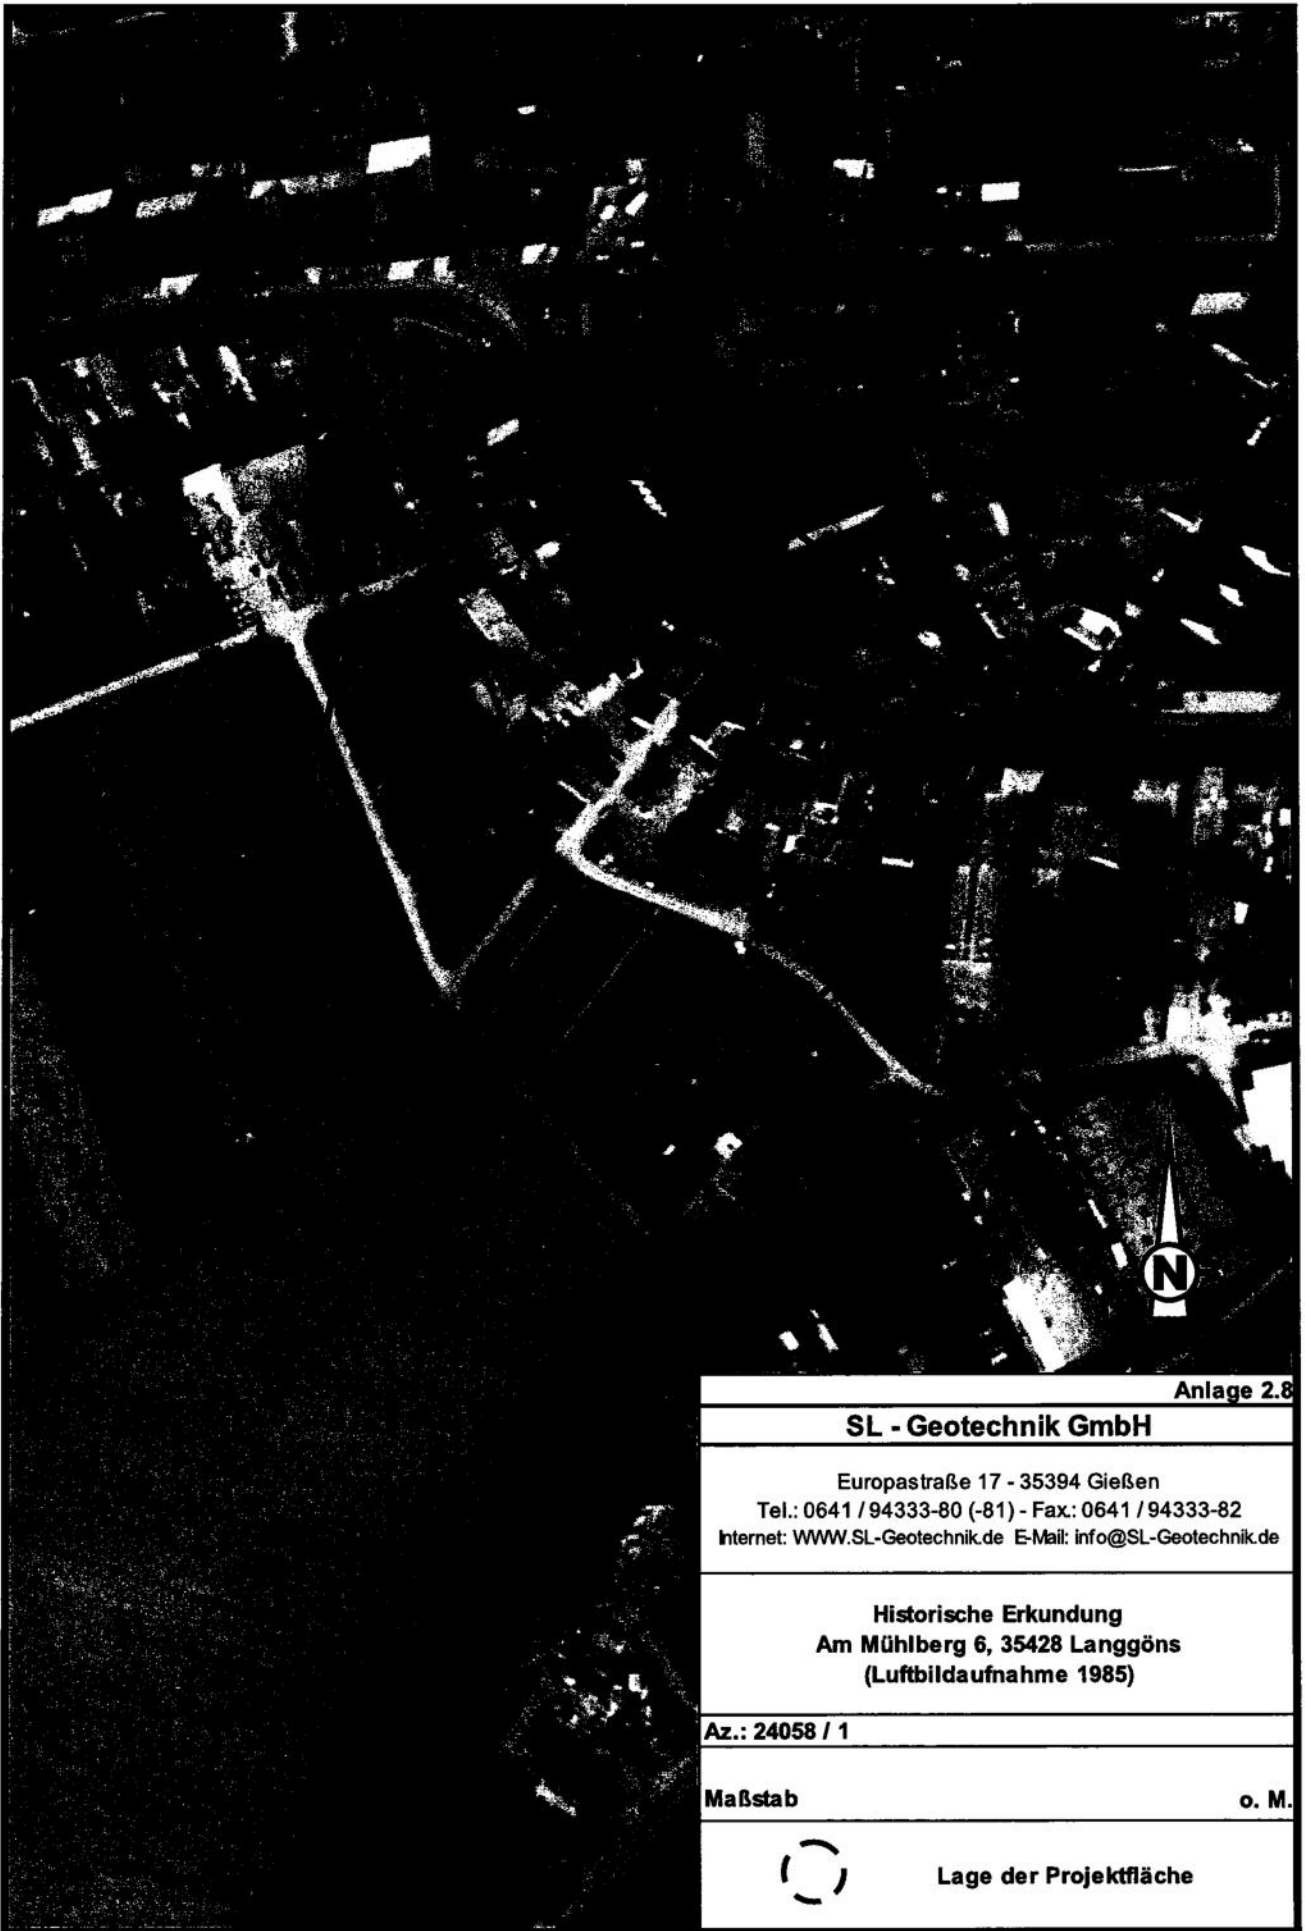 N
Anlage 2.8
SL - Geotechnik GmbH
Europastraße 17 - 35394 Gießen
Tel.: 0641 / 94333-80 (-81) - Fax.: 0641 / 94333-82
Internet: WWW.SL-Geotechnik.de E-Mail: info@SL-Geotechnik.de
Historische Erkundung
Am Mühlberg 6, 35428 Langgöns
(Luftbildaufnahme 1985)
Az.: 24058 / 1
Maßstab o. M.
Lage der Projektfläche